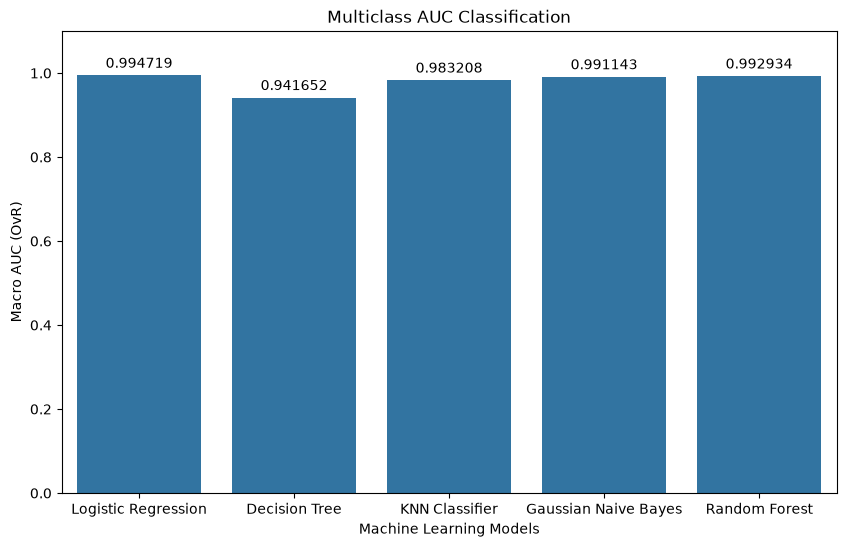 Multiclass AUC Classification
0.994719
0.941652
0.983208
0.991143
0.992934
1.0
0.8
0.6
0.4
0.2
0.0
Macro AUC (OvR)
Logistic Regression
Decision Tree
KNN Classifier
Gaussian Naive Bayes
Random Forest
Machine Learning Models